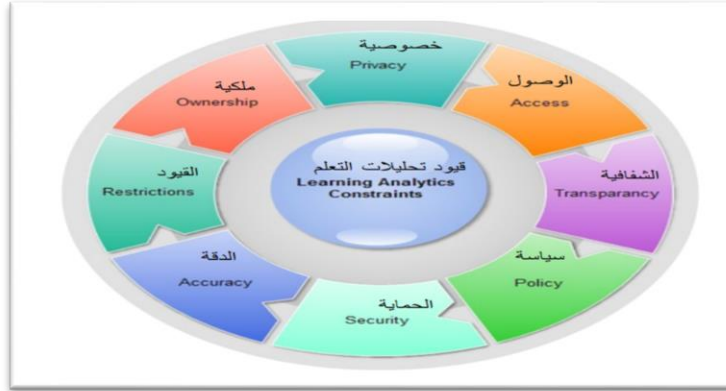 خصوصية
Privacy
الوصول
Access
الشفافية
Transparancy
سياسة
Policy
الحماية
Security
الدقة
Accuracy
القيود
Restrictions
ملكية
Ownership
قيود تحليلات التعلم
Learning Analytics
Constraints